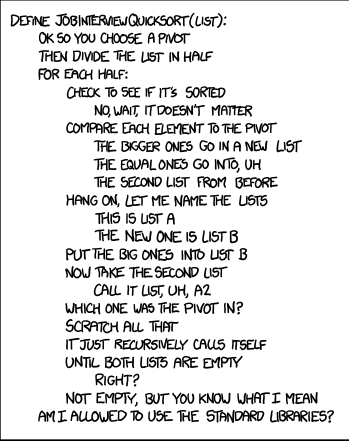 DEFINE JOBINTERVIEWQUICKSORT(LIST):
OK SO YOU CHOOSE A PIVOT
THEN DIVIDE THE LIST IN HALF
FOR EACH HALF:
CHECK TO SEE IF IT'S SORTED
NO, WAIT, IT DOESN'T MATTER
COMPARE EACH ELEMENT TO THE PIVOT
THE BIGGER ONES GO IN A NEW LIST
THE EQUAL ONES GO INTO, UH
THE SECOND LIST FROM BEFORE
HANG ON, LET ME NAME THE LISTS
THIS IS LIST A
THE NEW ONE IS LIST B
PUT THE BIG ONES INTO LIST B
NOW TAKE THE SECOND LIST
CALL IT LIST, UH, A2
WHICH ONE WAS THE PIVOT IN?
SCRATCH ALL THAT
IT JUST RECURSIVELY CALLS ITSELF
UNTIL BOTH LISTS ARE EMPTY
RIGHT?
NOT EMPTY, BUT YOU KNOW WHAT I MEAN
AM I ALLOWED TO USE THE STANDARD LIBRARIES?